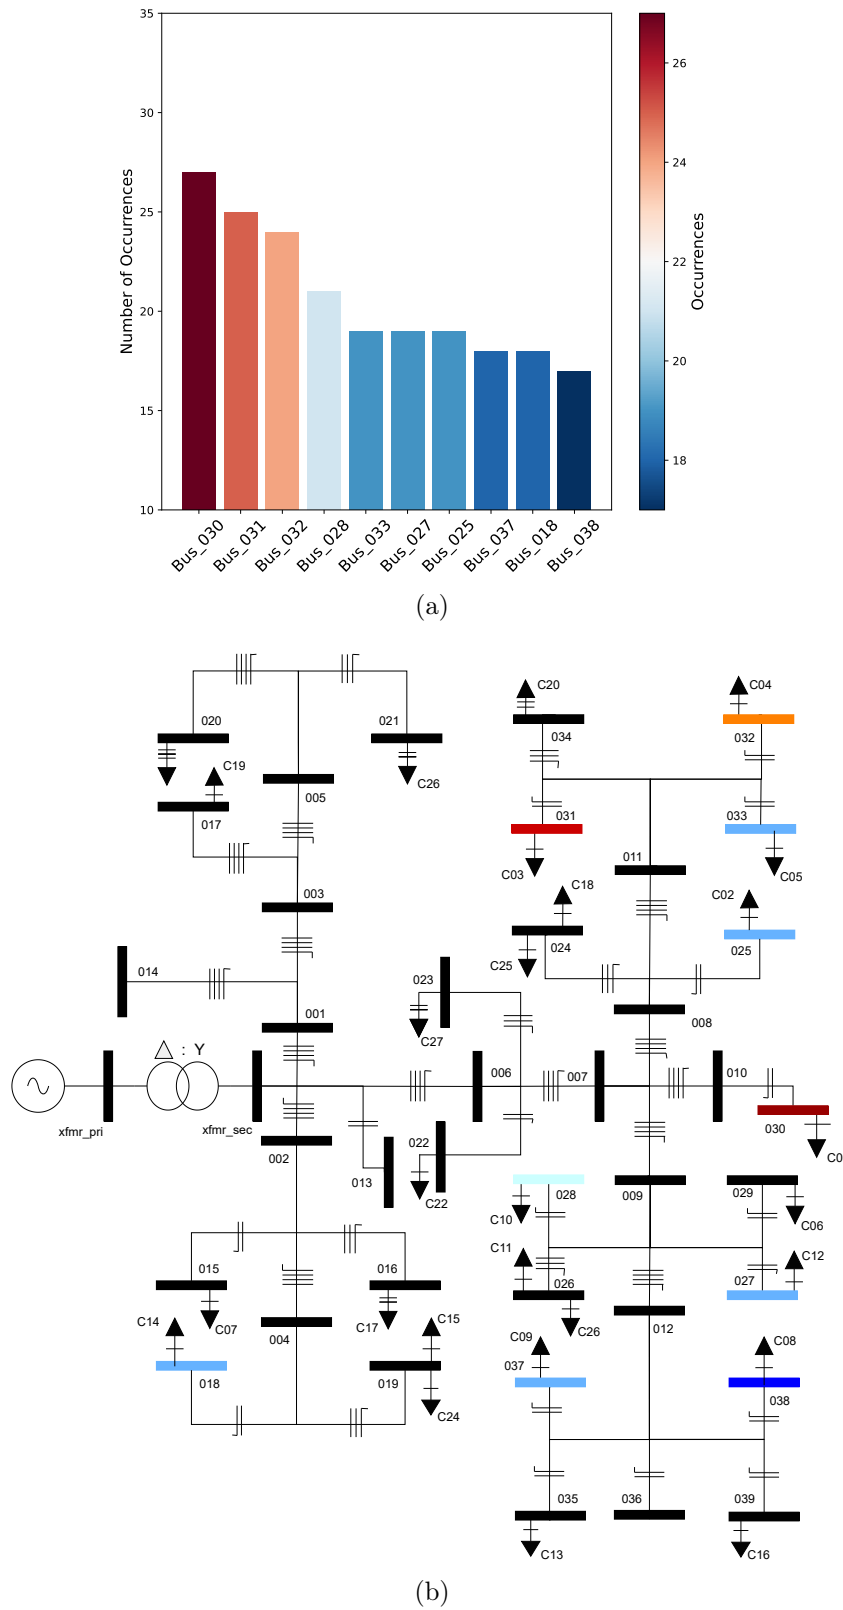 35
30
25
20
15
10
Number of Occurrences
Bus_030
Bus_031
Bus_032
Bus_028
Bus_033
Bus_027
Bus_025
Bus_037
Bus_018
Bus_038
26
24
22
20
18
Occurrences
(a)
020
021
C19
C26
005
017
003
014
001
Y
:
xfmr_pri
xfmr_sec
002
013
015
016
C14
C07
C17
C15
004
018
019
C24
C20
C04
034
032
031
033
011
C03
C05
C18
C02
024
025
C25
023
008
C27
006
007
010
022
030
C0
C22
028
009
029
C10
C06
C11
C12
026
027
C26
012
C09
C08
037
038
035
036
039
C13
C16
(b)